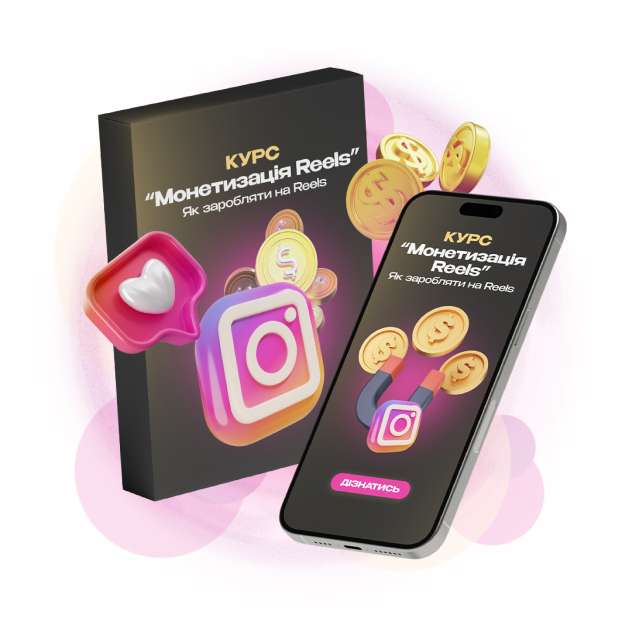 КУРС
“Монетизація Reels”
Як заробляти на Reels
КУРС
“Монетизація
Reels”
Як заробляти на Reels
ДІЗНАТИСЬ